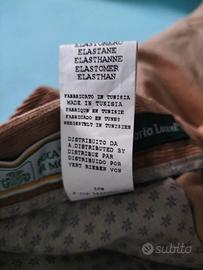 ELASTOMERO
ELASTANE
ELASTHANNE
ELASTOMER
ELASTHAN
FABBRICATO IN TUNISIA
MADE IN TUNISIA
FABRIQUE EN TUNISIE
FABRICADO EN TUNEZ
HERGESTELLT IN TUNESIEN
DISTRIBUITO DA
A.DISTRIBUTED BY
DISTRIBUE PAR
DISTRIBUIDO POR
VERTRIEBEN VON
subito